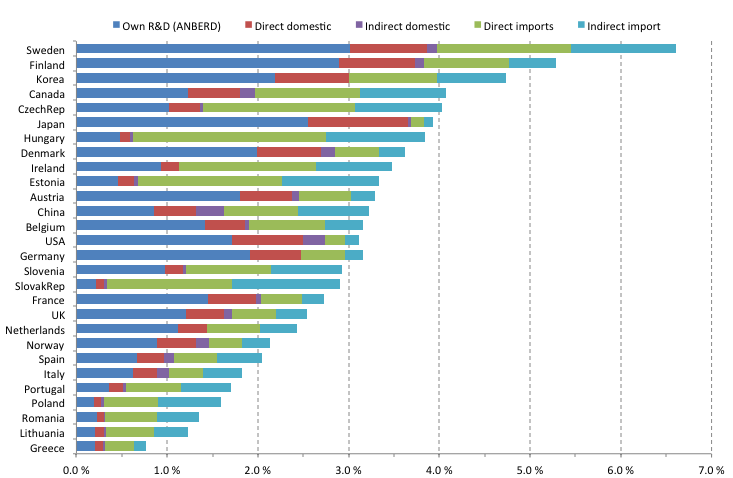 Own R&D (ANBERD) Direct domestic Indirect domestic Direct imports Indirect import
Sweden
Finland
Korea
Canada
CzechRep
Japan
Hungary
Denmark
Ireland
Estonia
Austria
China
Belgium
USA
Germany
Slovenia
SlovakRep
France
UK
Netherlands
Norway
Spain
Italy
Portugal
Poland
Romania
Lithuania
Greece
0.0 % 1.0 % 2.0 % 3.0 % 4.0 % 5.0 % 6.0 % 7.0 %